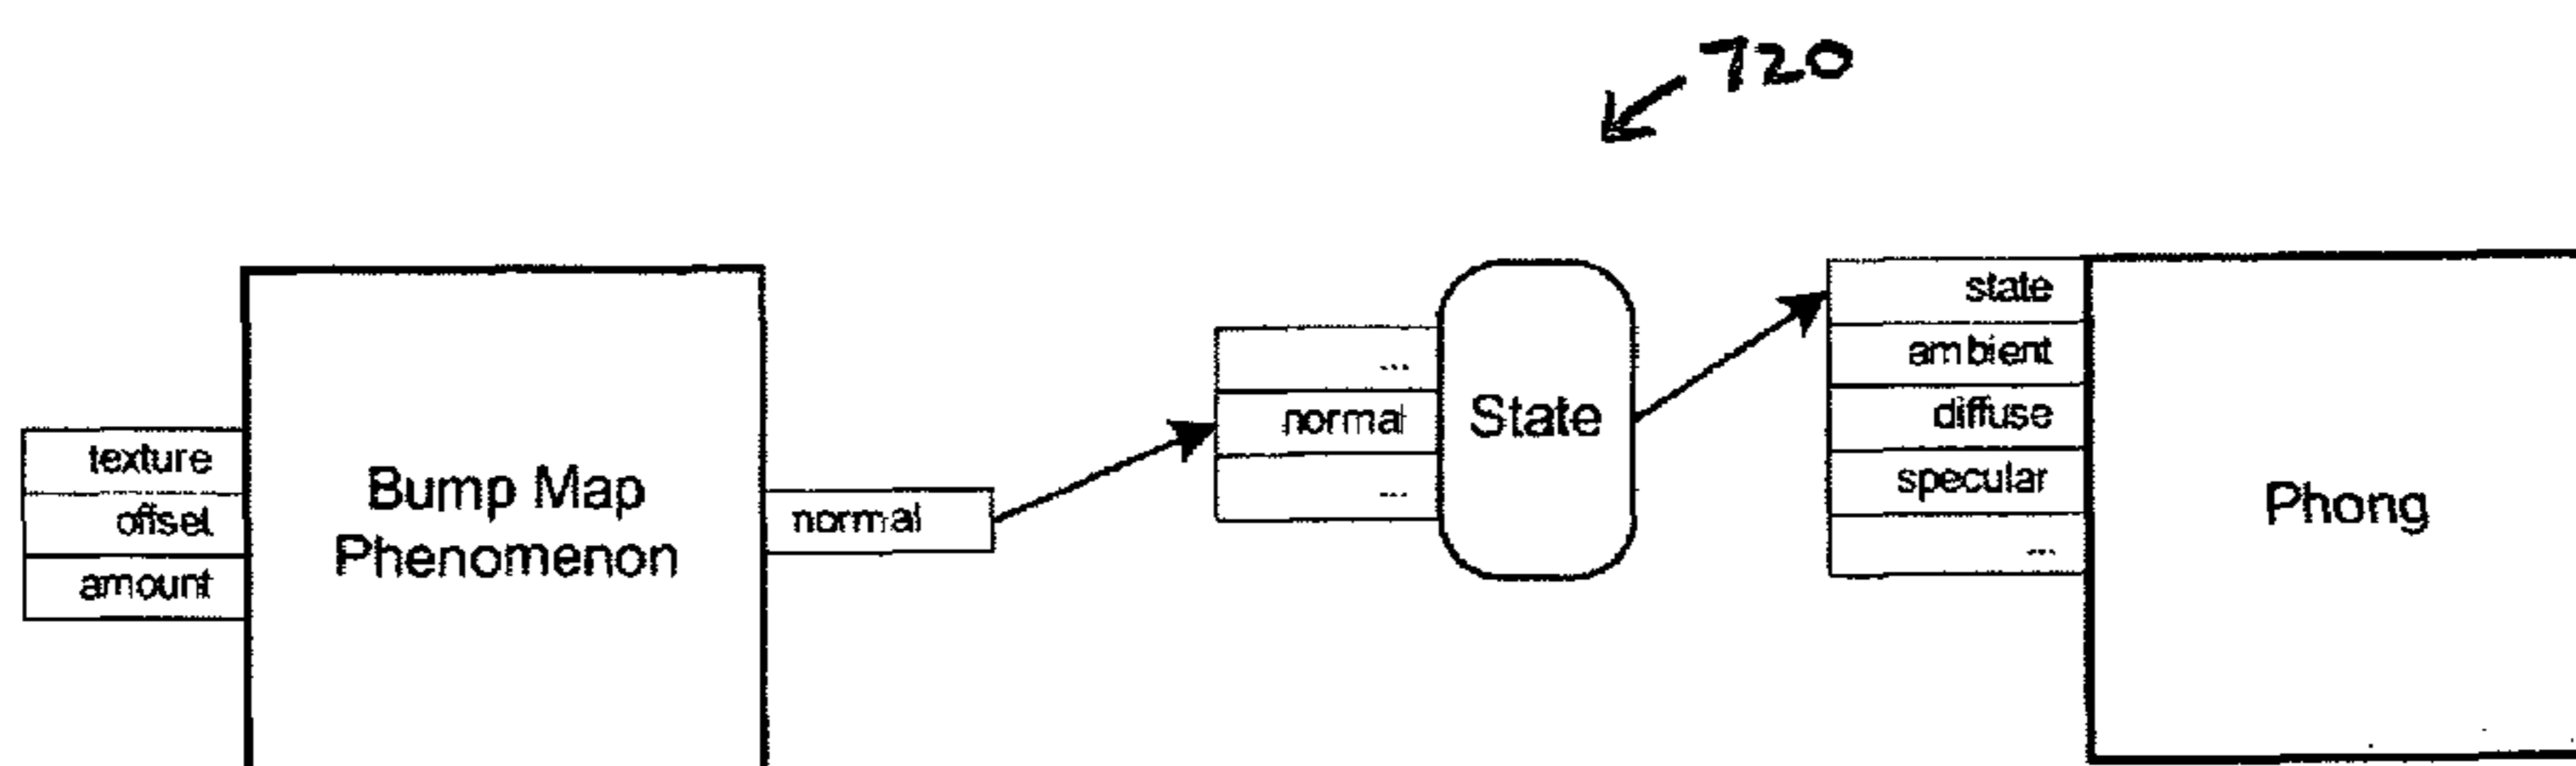 720
texture
offset
amount
Bump Map
Phenomenon
normal
...
normal
...
State
state
ambient
diffuse
specular
...
Phong